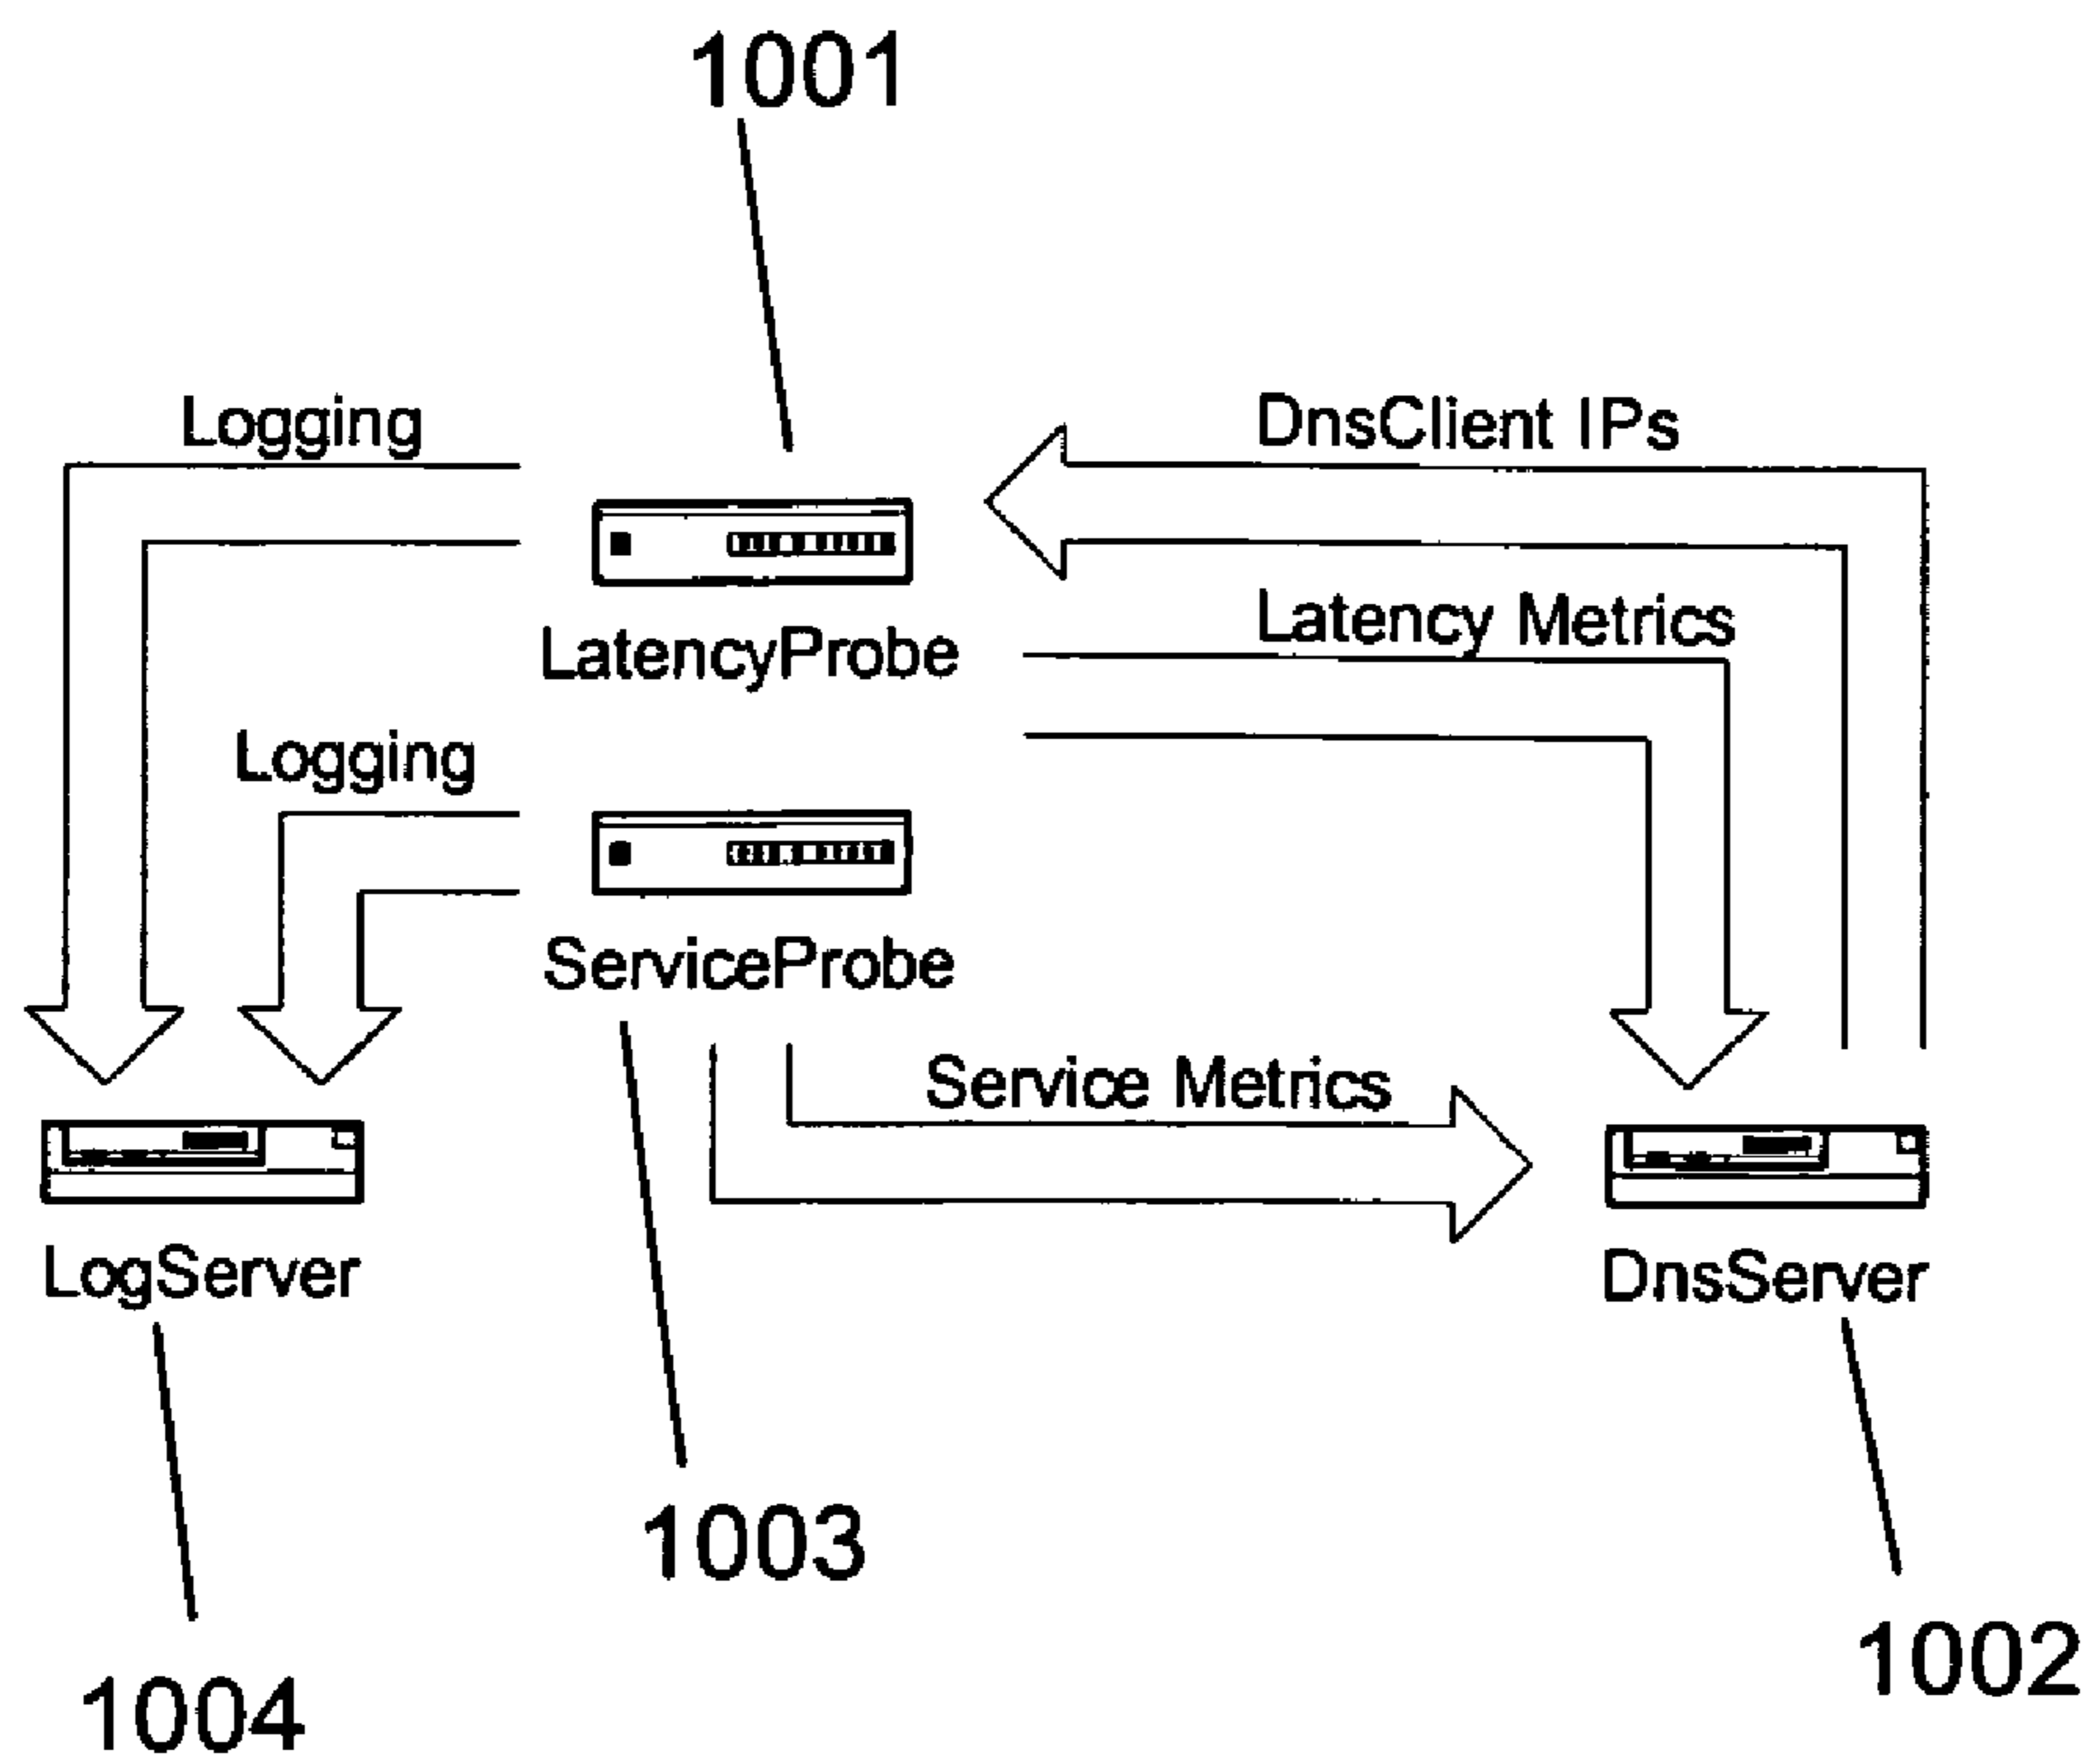 1001
Logging
DnsClient IPs
LatencyProbe
Latency Metrics
Logging
ServiceProbe
Service Metrics
LogServer
DnsServer
1003
1002
1004